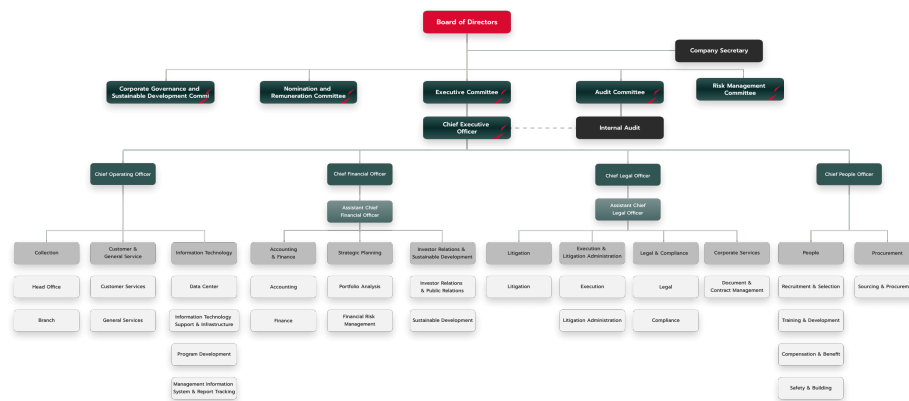 Board of Directors
Company Secretary
Corporate Governance and
Sustainable Development Commi
Nomination and
Remuneration Committee
Executive Committee
Audit Committee
Risk Management
Committee
Chief Executive
Officer
Internal Audit
Chief Operating Officer
Chief Financial Officer
Chief Legal Officer
Chief People Officer
Assistant Chief
Financial Officer
Assistant Chief
Legal Officer
Collection
Customer &
General Service
Information Technology
Accounting
& Finance
Strategic Planning
Investor Relations &
Sustainable Development
Litigation
Execution &
Litigation Administration
Legal & Compliance
Corporate Services
People
Procurement
Head Office
Customer Services
Data Center
Accounting
Portfolio Analysis
Investor Relations
& Public Relations
Litigation
Execution
Legal
Document &
Contract Management
Recruitment & Selection
Sourcing & Procurem
Branch
General Services
Information Technology
Support & Infrastructure
Finance
Financial Risk
Management
Sustainable Development
Litigation Administration
Compliance
Training & Development
Program Development
Compensation & Benefit
Management Information
System & Report Tracking
Safety & Building